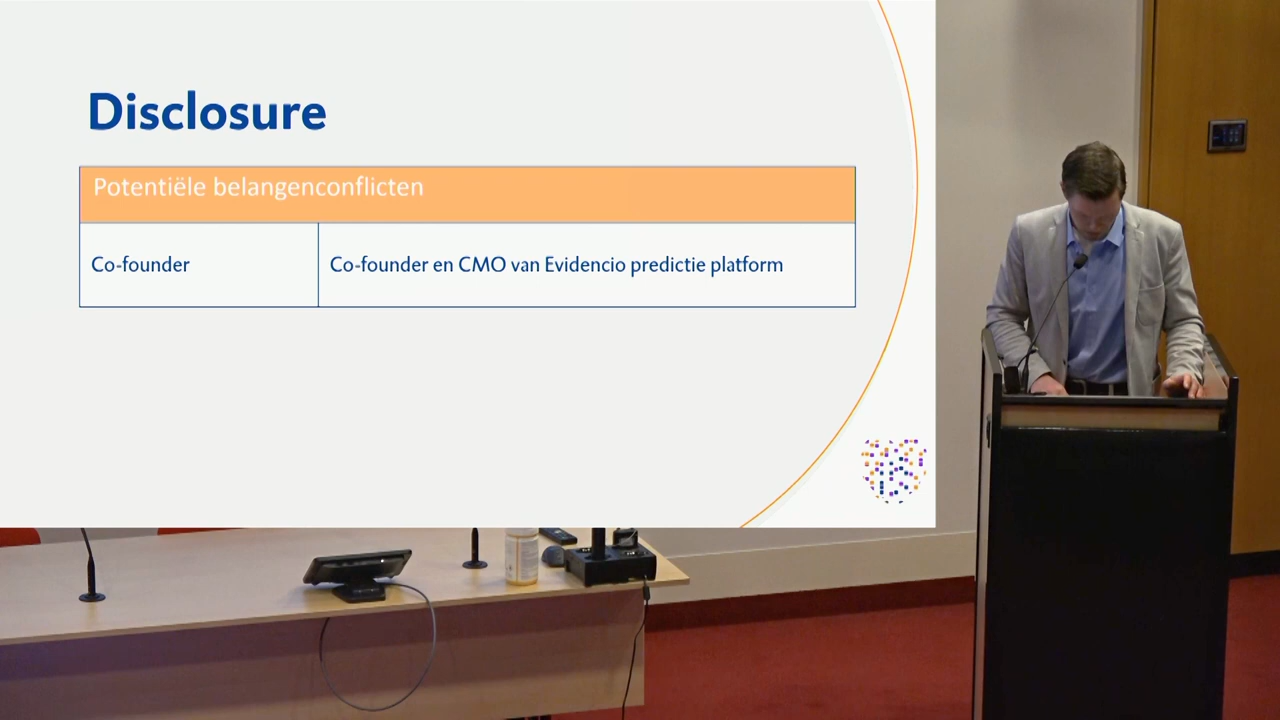 Disclosure
Potentiële belangenconflicten
Co-founder
Co-founder en CMO van Evidencio predictie platform